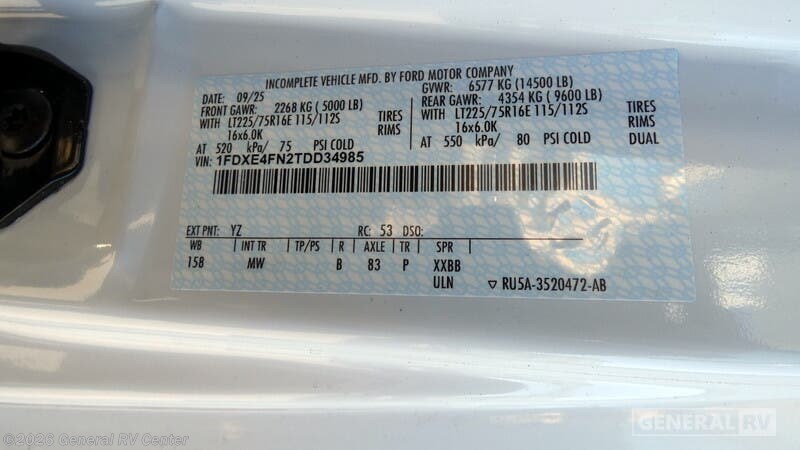 INCOMPLETE VEHICLE MFD. BY FORD MOTOR COMPANY
DATE: 09/25 GVWR: 6577 KG (14500 LB)
FRONT GAWR: 2268 KG ( 5000 LB) REAR GAWR: 4354 KG ( 9600 LB)
WITH LT225/75R16E 115/112S TIRES WITH LT225/75R16E 115/112S TIRES
16x6.0K RIMS 16x6.0K RIMS
AT 520 kPa/ 75 PSI COLD AT 550 kPa/ 80 PSI COLD DUAL
VIN: 1FDXE4FN2TDD34985
EXT PNT: YZ RC: 53 DSO:
WB INT TR TP/PS R AXLE TR SPR
158 MW B 83 P XXBB
ULN ▽ RU5A-3520472-AB
GENERAL RV
©2025 General RV Center